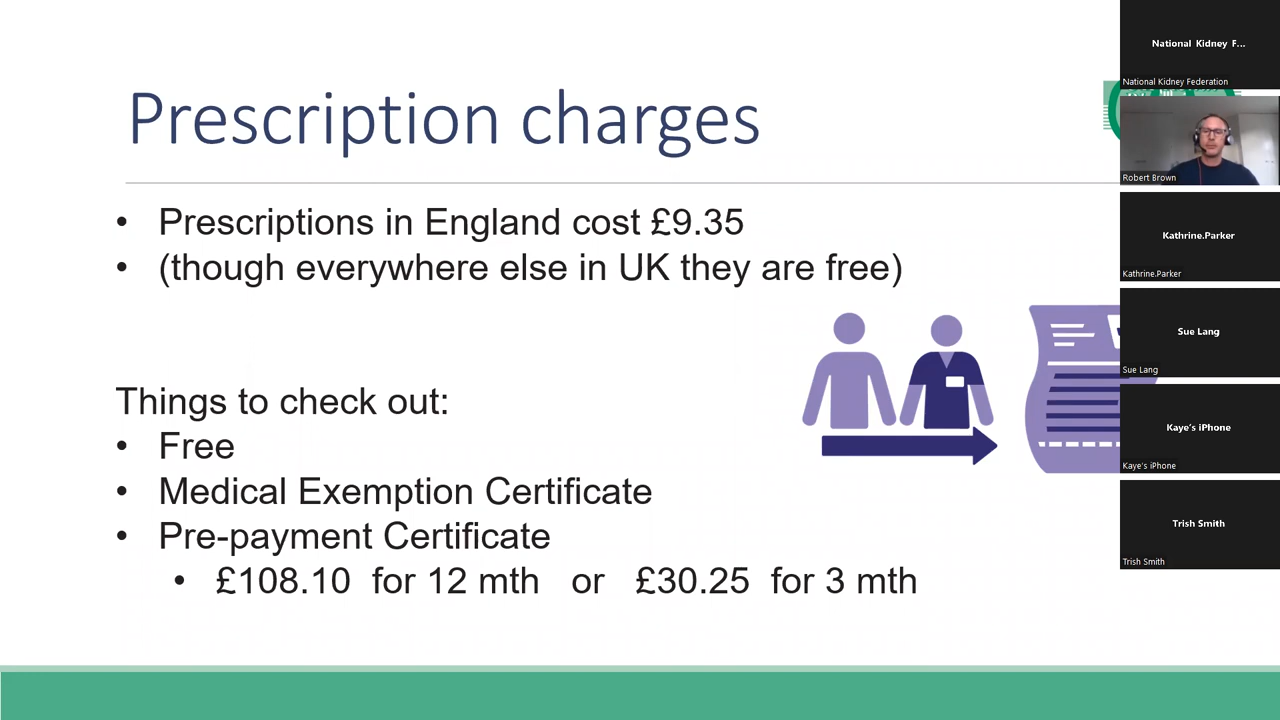 Prescription charges
• Prescriptions in England cost £9.35
• (though everywhere else in UK they are free)
Things to check out:
• Free
• Medical Exemption Certificate
• Pre-payment Certificate
• £108.10 for 12 mth or £30.25 for 3 mth
National Kidney F...
National Kidney Federation
Robert Brown
Kathrine.Parker
Kathrine.Parker
Sue Lang
Sue Lang
Kaye's iPhone
Kaye's iPhone
Trish Smith
Trish Smith